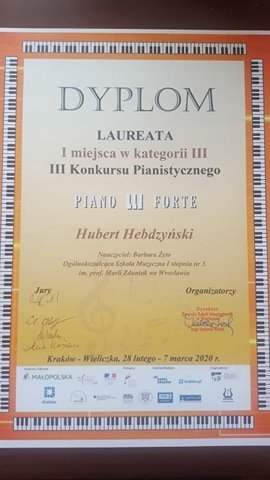 DYPLOM
LAUREATA
I miejsca w kategorii III
III Konkursu Pianistycznego
PIANO III FORTE
Hubert Hebdzyński
Nauczyciel: Barbara Żyto
Ogólnokształcąca Szkoła Muzyczna I stopnia nr 3
im. prof. Marii Zduniak we Wrocławiu
Jury
Organizatorzy
Dyrektor
Kraków - Wieliczka, 28 lutego - 7 marca 2020 r.
MAŁOPOLSKA
Kraków